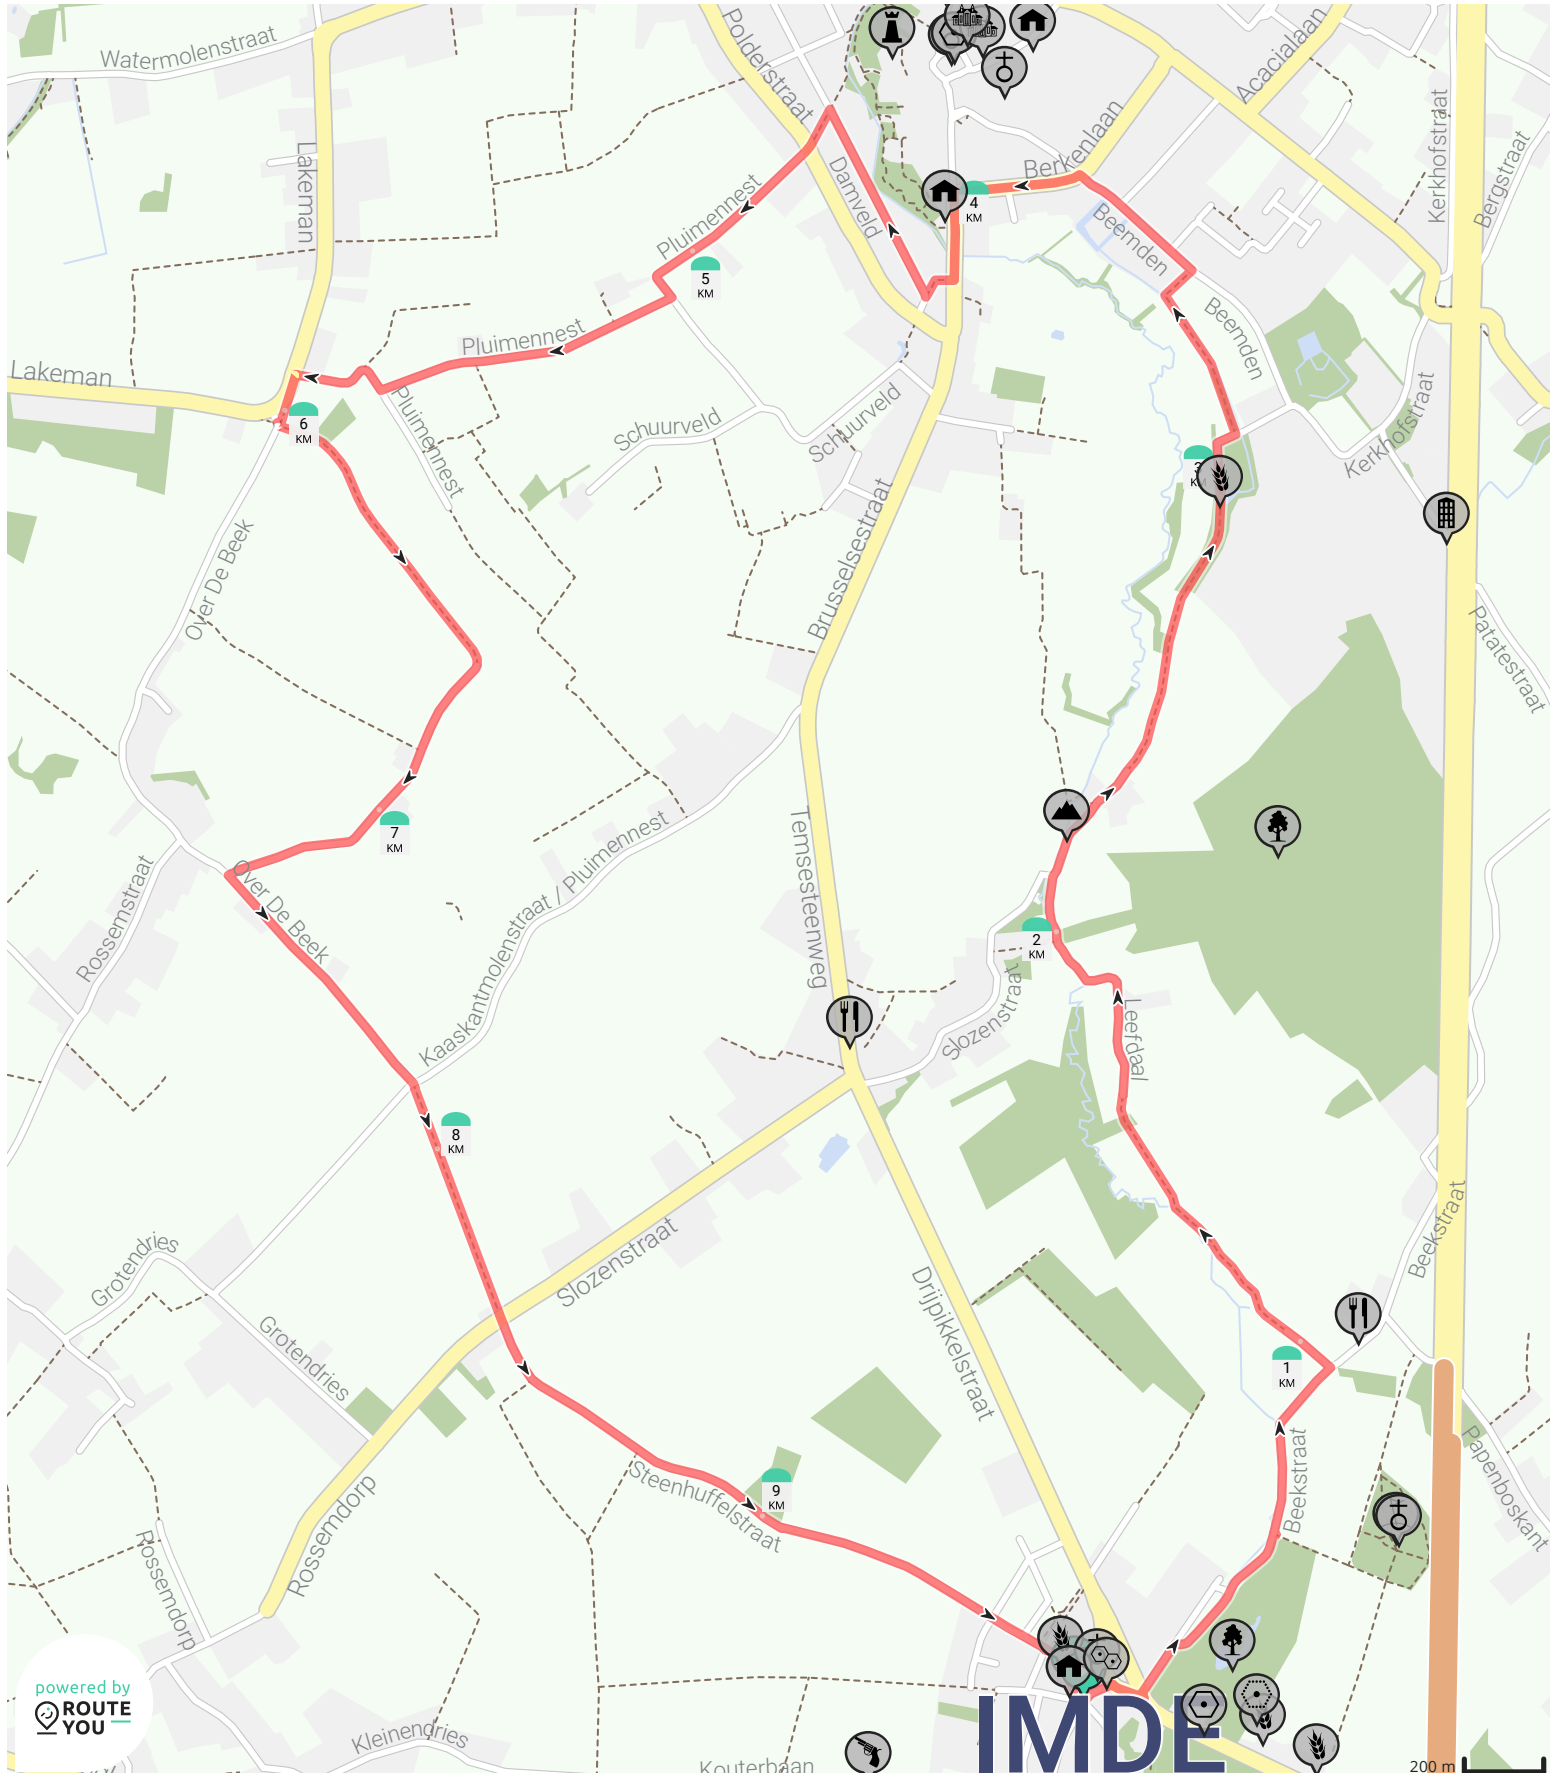 Watermolenstraat
Polderstraat
Acacialaan
Kerkhofstraat
Bergstraat
Lakeman
Damveld
Berkenlaan
Pluimennest
4
KM
Beemden
5
KM
Beemden
Pluimennest
Lakeman
Pluimennest
6
KM
Schuurveld
Schuurveld
Kerkhofstraat
3
Over De Beek
Brusselsestraat
Patatestraat
7
KM
Temsesteenweg
Kaaskantmolenstraat / Pluimennest
Over De Beek
Rossemstraat
2
KM
Slozenstraat
Leefdaal
8
KM
Beekstraat
Grotendries
Slozenstraat
Drijpikkelstraat
Grotendries
1
KM
Rossemdorp
Steenhuffelstraat
9
KM
Beekstraat
Papenboskant
Rossemdorp
powered by
ROUTE
YOU
Kleinendries
Kouterbaan
IMDE
200 m